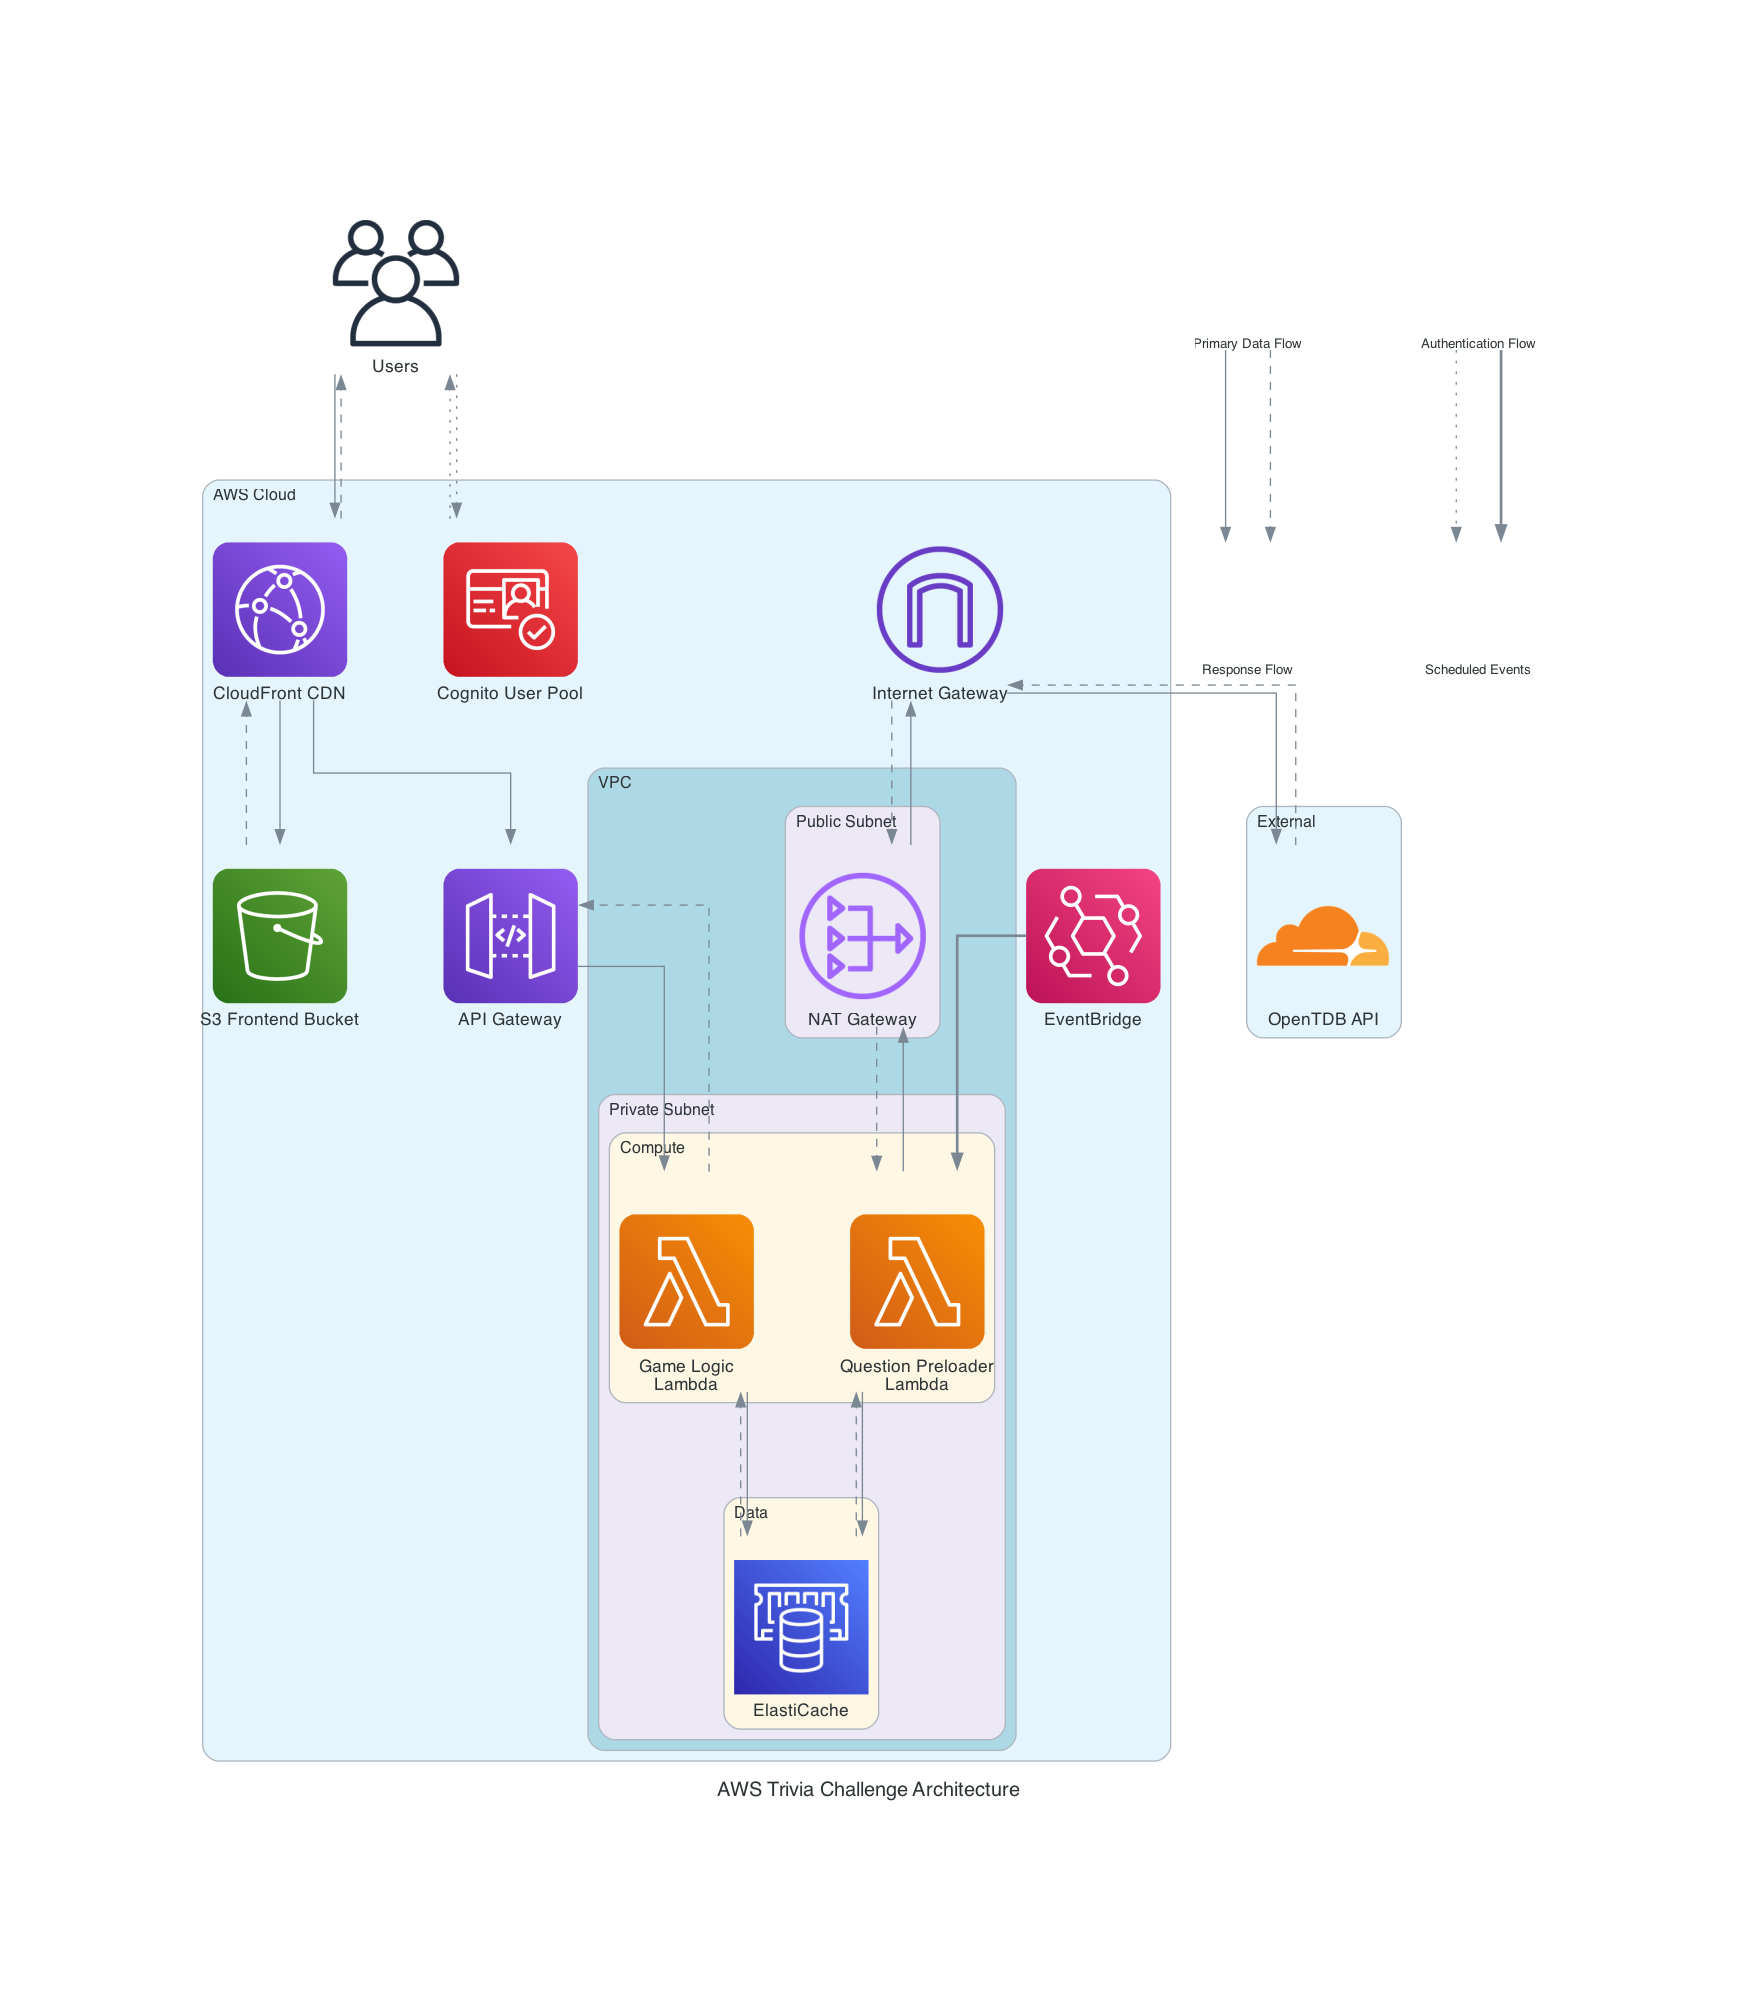 Users
Primary Data Flow
Authentication Flow
AWS Cloud
CloudFront CDN
Cognito User Pool
Internet Gateway
Response Flow
Scheduled Events
VPC
Public Subnet
External
S3 Frontend Bucket
API Gateway
NAT Gateway
EventBridge
OpenTDB API
Private Subnet
Compute
Game Logic
Lambda
Question Preloader
Lambda
Data
ElastiCache
AWS Trivia Challenge Architecture